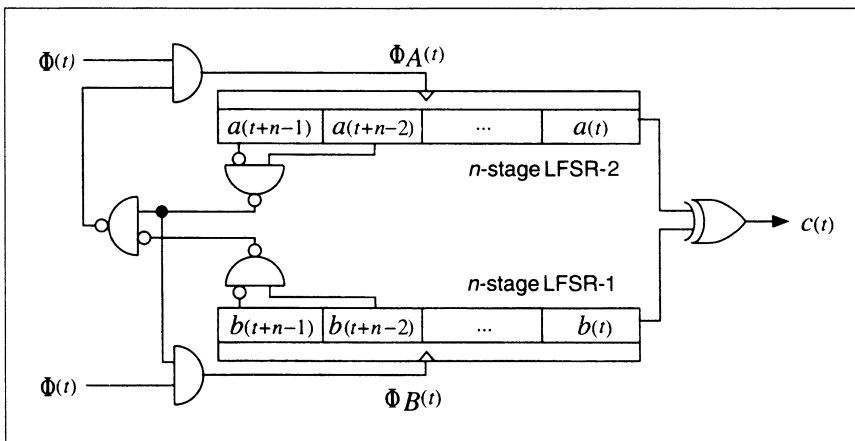 Φ(t)
ΦA(t)
a(t+n-1) a(t+n-2) ... a(t)
n-stage LFSR-2
c(t)
n-stage LFSR-1
b(t+n-1) b(t+n-2) ... b(t)
Φ(t)
ΦB(t)